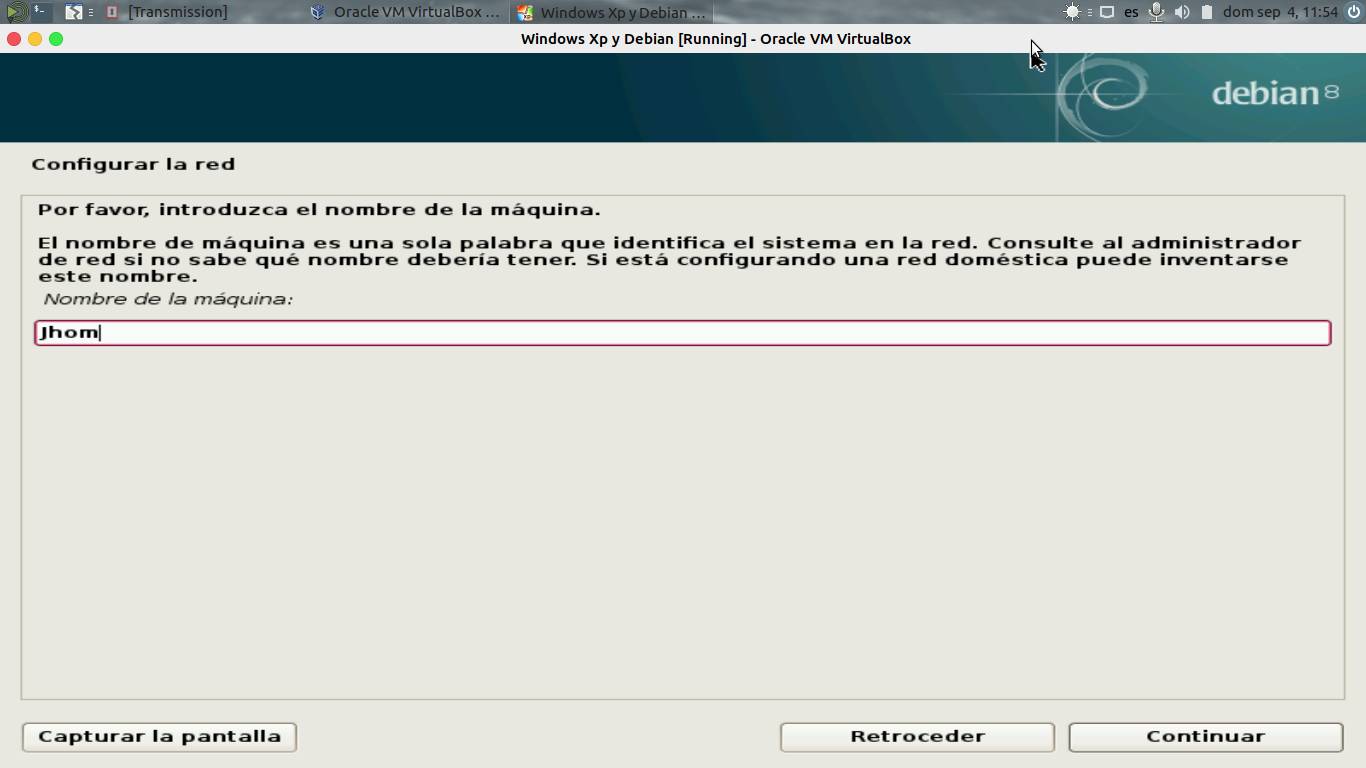 [Transmission]
Oracle VM VirtualBox ...
Windows Xp y Debian ...
es
dom sep 4, 11:54
Windows Xp y Debian [Running] - Oracle VM VirtualBox
debian 8
Configurar la red
Por favor, introduzca el nombre de la máquina.
El nombre de máquina es una sola palabra que identifica el sistema en la red. Consulte al administrador
de red si no sabe qué nombre debería tener. Si está configurando una red doméstica puede inventarse
este nombre.
Nombre de la máquina:
Jhom
Capturar la pantalla
Retroceder
Continuar